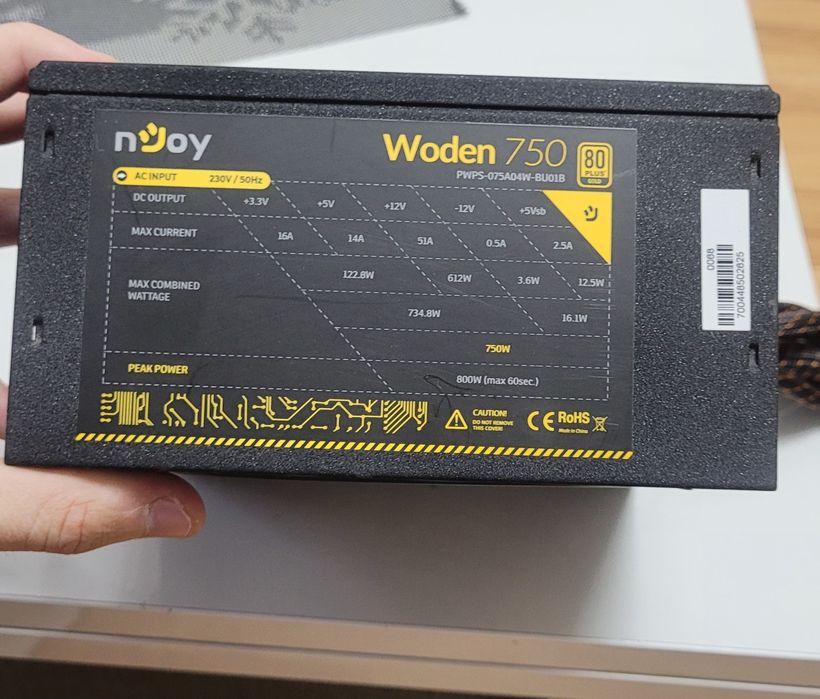 nJoy
Woden 750
PWPS-075A04W-BU01B
80
PLUS
GOLD
AC INPUT 230V / 50Hz
DC OUTPUT +3.3V +5V +12V -12V +5Vsb
MAX CURRENT 16A 14A 51A 0.5A 2.5A
MAX COMBINED
WATTAGE
122.8W 612W 3.6W 12.5W
734.8W 16.1W
750W
PEAK POWER 800W (max 60sec.)
CAUTION!
DO NOT REMOVE
THIS COVER!
CE RoHS
Made in China
0088
700448502625